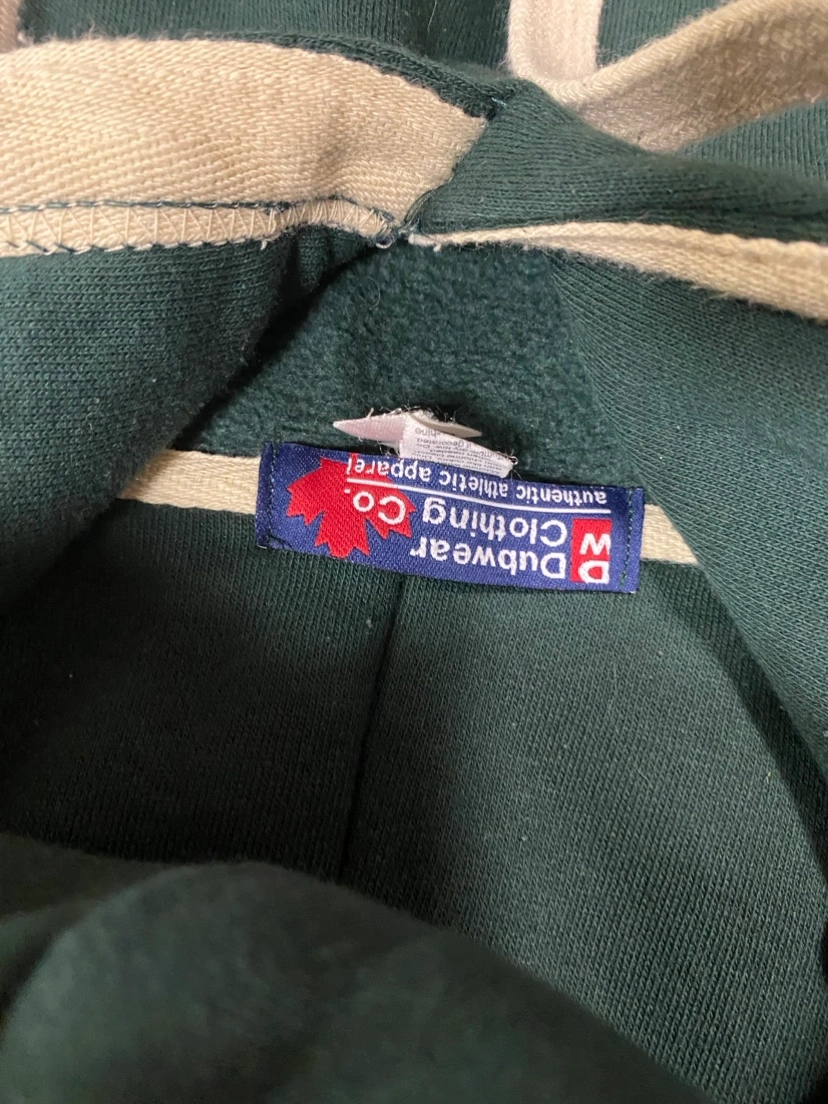 DW
Dubwear
Clothing Co.
authentic athletic apparel